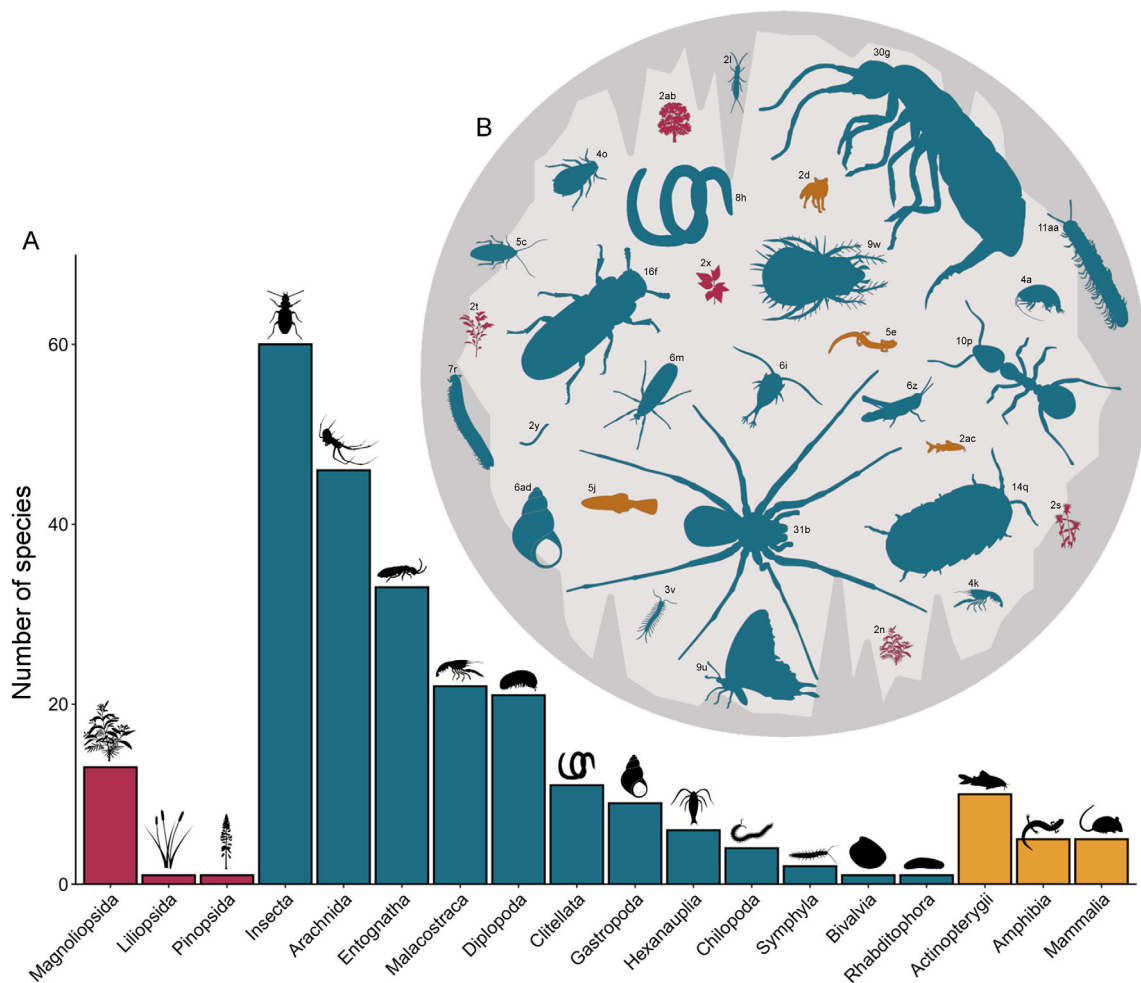 A
Number of species
60
40
20
0
Magnoliopsida
Liliopsida
Pinopsida
Insecta
Arachnida
Entognatha
Malacostraca
Diplopoda
Clitellata
Gastropoda
Hexanauplia
Chilopoda
Symphyla
Bivalvia
Rhabditophora
Actinopterygii
Amphibia
Mammalia
B
2l
30g
2ab
4o
2d
8h
11aa
5c
9w
16f
2x
4a
2t
5e
10p
6m
6i
7r
6z
2y
2ac
6ad
5j
14q
2s
31b
3v
4k
2n
9u